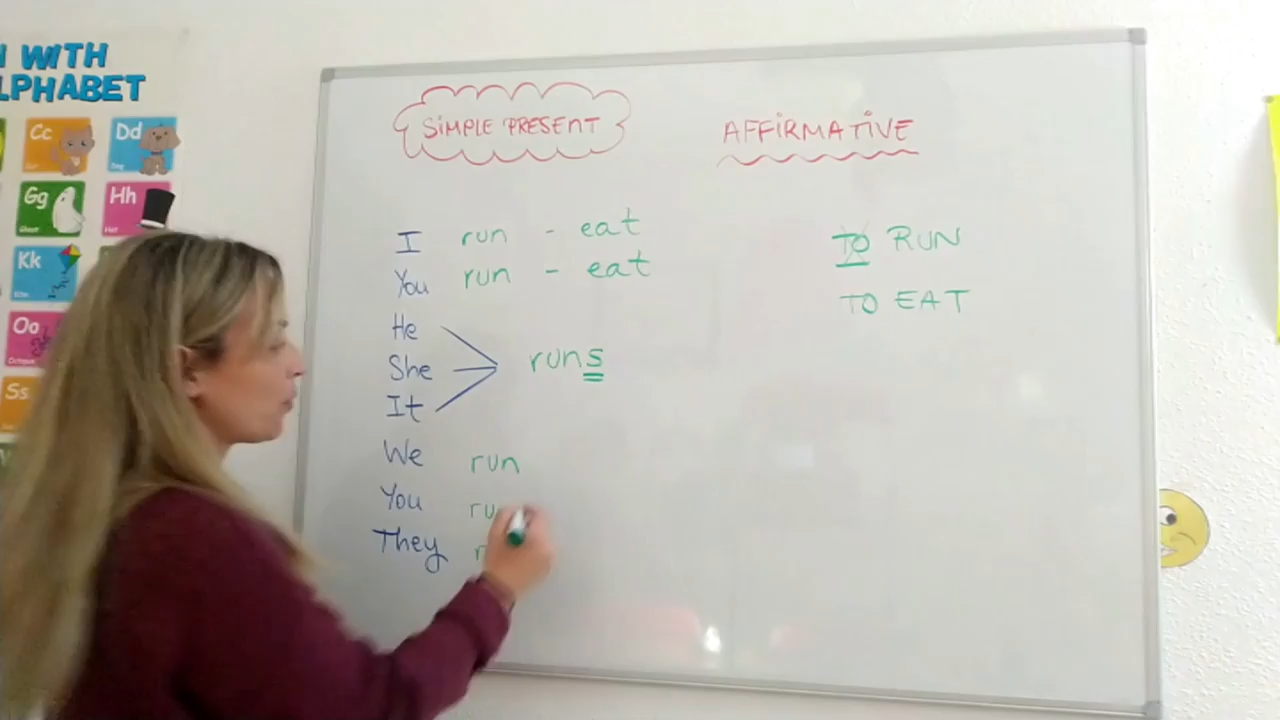 WITH
LPHABET
Cc
Dd
Gg
Hh
Kk
Oo
Ss
SIMPLE PRESENT
AFFIRMATIVE
I run - eat
You run - eat
He
She
It
runs
We run
You
They
TO RUN
TO EAT